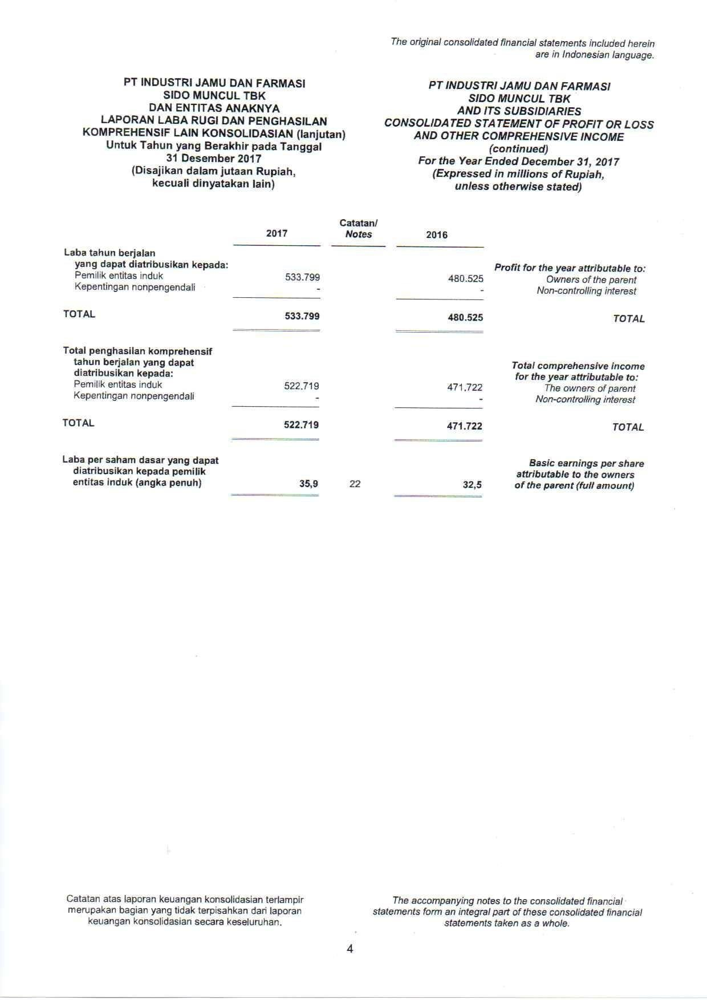 The original consolidated financial statements included herein
are in Indonesian language.
PT INDUSTRI JAMU DAN FARMASI
SIDO MUNCUL TBK
DAN ENTITAS ANAKNYA
LAPORAN LABA RUGI DAN PENGHASILAN
KOMPREHENSIF LAIN KONSOLIDASIAN (lanjutan)
Untuk Tahun yang Berakhir pada Tanggal
31 Desember 2017
(Disajikan dalam jutaan Rupiah,
kecuali dinyatakan lain)
PT INDUSTRI JAMU DAN FARMASI
SIDO MUNCUL TBK
AND ITS SUBSIDIARIES
CONSOLIDATED STATEMENT OF PROFIT OR LOSS
AND OTHER COMPREHENSIVE INCOME
(continued)
For the Year Ended December 31, 2017
(Expressed in millions of Rupiah,
unless otherwise stated)
Catatan/
2017 Notes 2016
Laba tahun berjalan
yang dapat diatribusikan kepada: Profit for the year attributable to:
Pemilik entitas induk 533.799 480.525 Owners of the parent
Kepentingan nonpengendali - - Non-controlling interest
TOTAL 533.799 480.525 TOTAL
Total penghasilan komprehensif
tahun berjalan yang dapat Total comprehensive income
diatribusikan kepada: for the year attributable to:
Pemilik entitas induk 522.719 471.722 The owners of parent
Kepentingan nonpengendali - - Non-controlling interest
TOTAL 522.719 471.722 TOTAL
Laba per saham dasar yang dapat Basic earnings per share
diatribusikan kepada pemilik attributable to the owners
entitas induk (angka penuh) 35,9 22 32,5 of the parent (full amount)
Catatan atas laporan keuangan konsolidasian terlampir
merupakan bagian yang tidak terpisahkan dari laporan
keuangan konsolidasian secara keseluruhan.
The accompanying notes to the consolidated financial
statements form an integral part of these consolidated financial
statements taken as a whole.
4